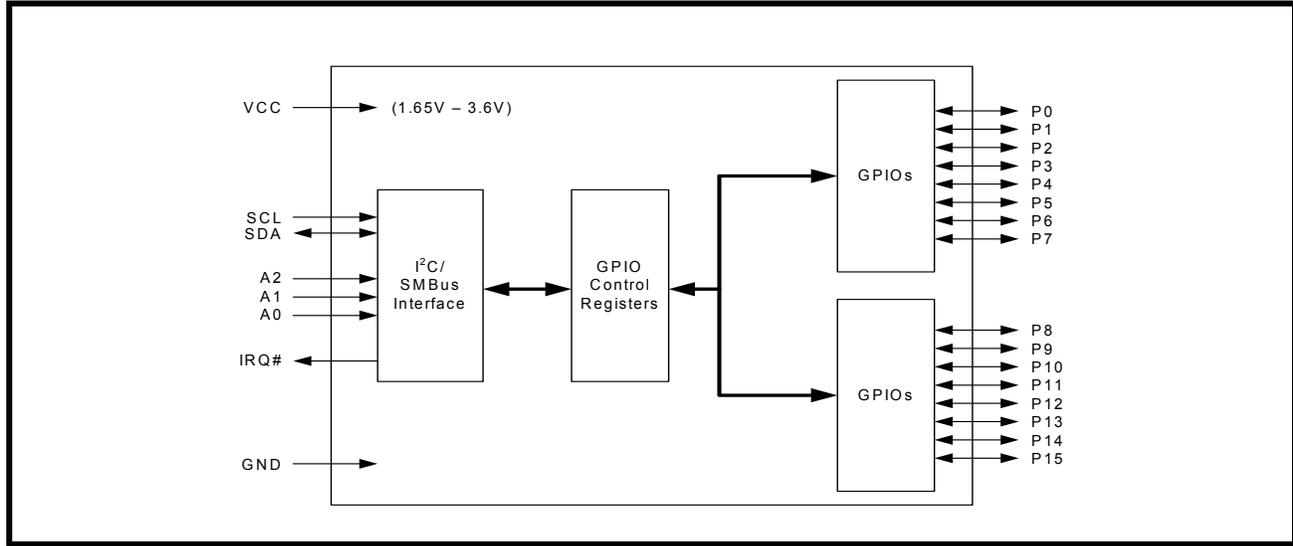 VCC
(1.65V – 3.6V)
SCL
SDA
A2
A1
A0
IRQ#
GND
I²C/
SMBus
Interface
GPIO
Control
Registers
GPIOs
P0
P1
P2
P3
P4
P5
P6
P7
GPIOs
P8
P9
P10
P11
P12
P13
P14
P15